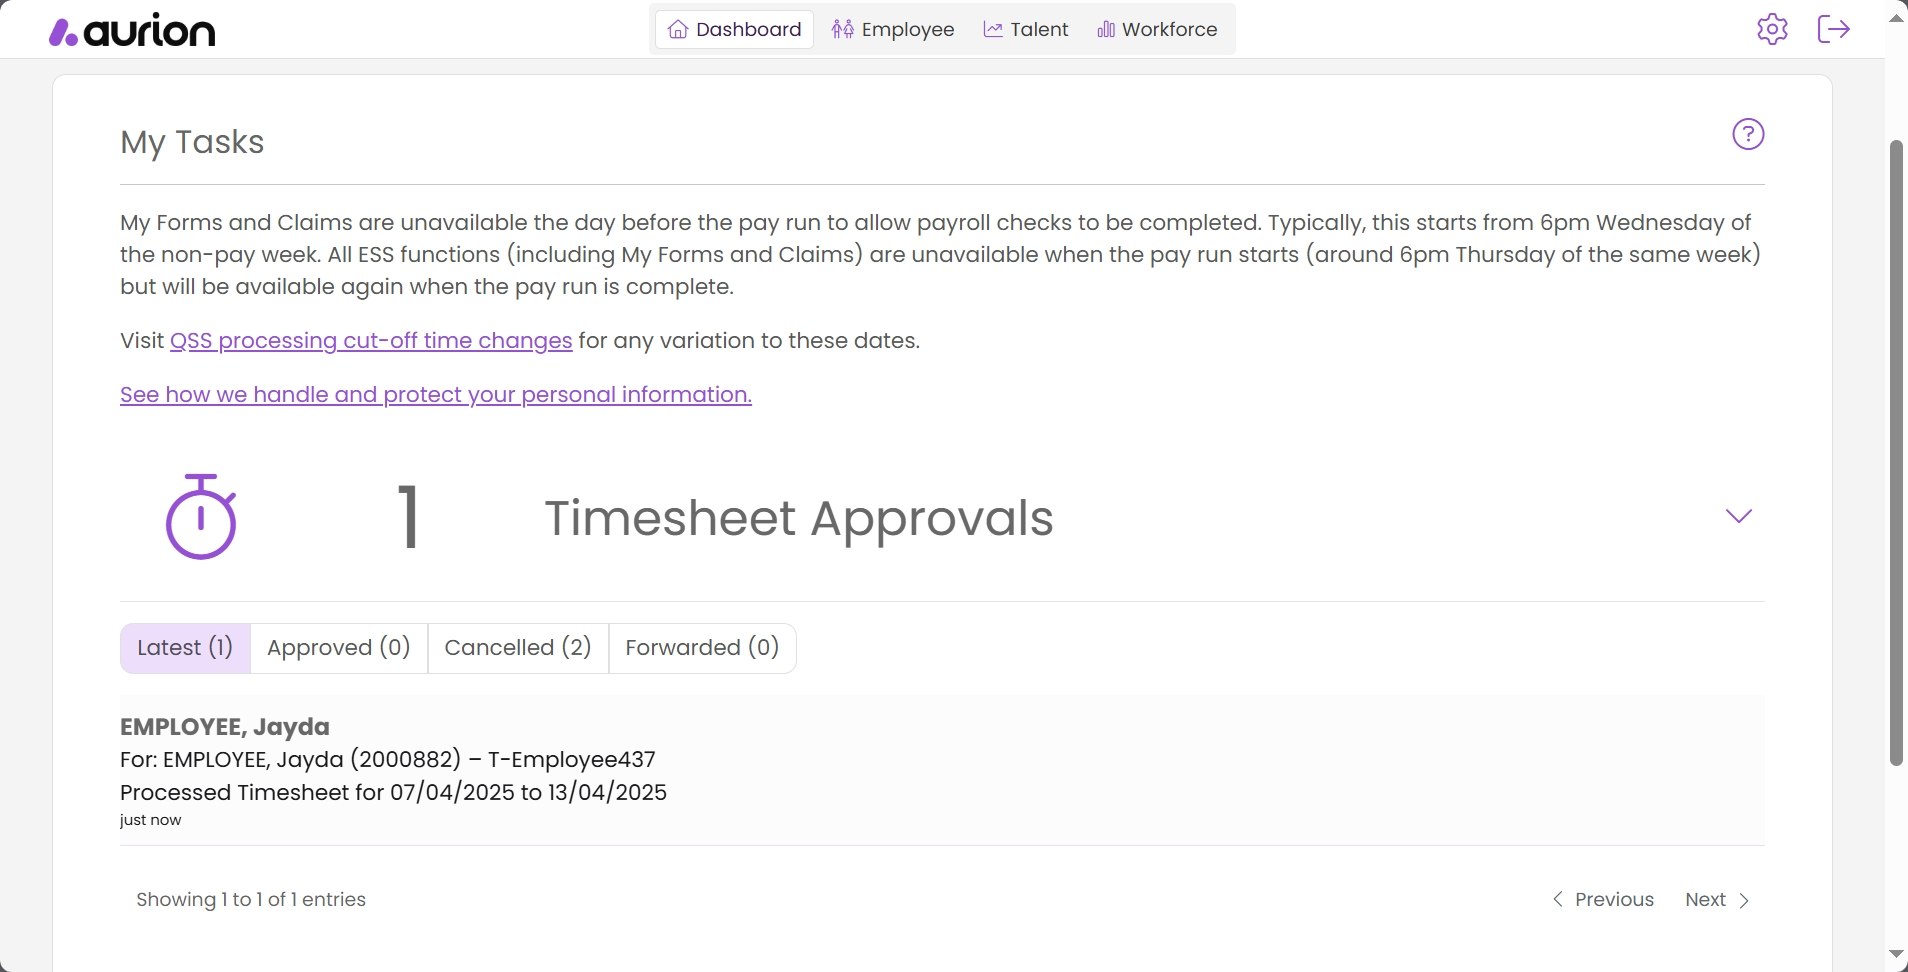 aurion
Dashboard
Employee
Talent
Workforce
My Tasks
?
My Forms and Claims are unavailable the day before the pay run to allow payroll checks to be completed. Typically, this starts from 6pm Wednesday of
the non-pay week. All ESS functions (including My Forms and Claims) are unavailable when the pay run starts (around 6pm Thursday of the same week)
but will be available again when the pay run is complete.
Visit QSS processing cut-off time changes for any variation to these dates.
See how we handle and protect your personal information.
1
Timesheet Approvals
Latest (1)
Approved (0)
Cancelled (2)
Forwarded (0)
EMPLOYEE, Jayda
For: EMPLOYEE, Jayda (2000882) – T-Employee437
Processed Timesheet for 07/04/2025 to 13/04/2025
just now
Showing 1 to 1 of 1 entries
Previous
Next